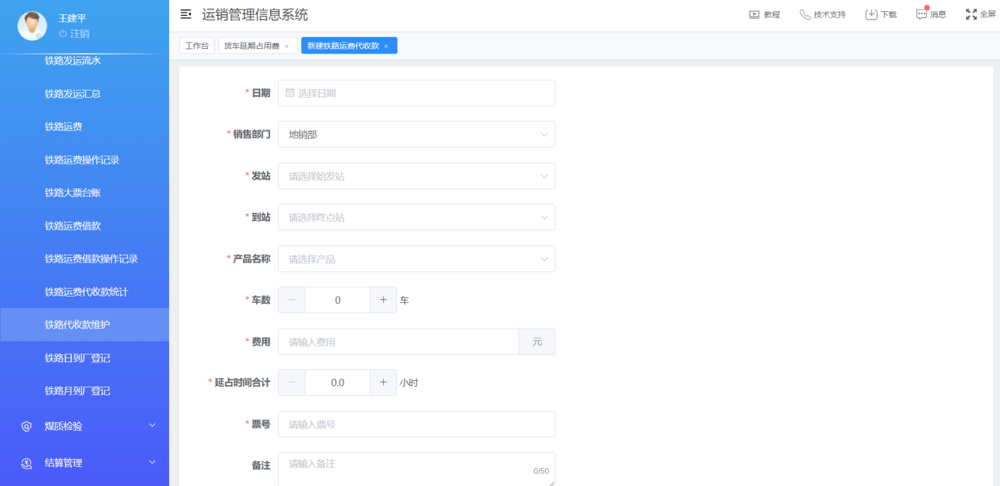 王建平
注销
铁路发运流水
铁路发运汇总
铁路运费
铁路运费操作记录
铁路大票台账
铁路运费借款
铁路运费借款操作记录
铁路运费代收款统计
铁路代收款维护
铁路日到厂登记
铁路月到厂登记
煤质检验
结算管理
运销管理信息系统
教程 技术支持 下载 消息 全屏
工作台 货车延期占用费 × 新建铁路运费代收款 ×
* 日期 选择日期
* 销售部门 地销部
* 发站 请选择始发站
* 到站 请选择终点站
* 产品名称 请选择产品
* 车数 − 0 + 车
* 费用 请输入费用 元
* 延占时间合计 − 0.0 + 小时
* 票号 请输入票号
备注 请输入备注
0/50